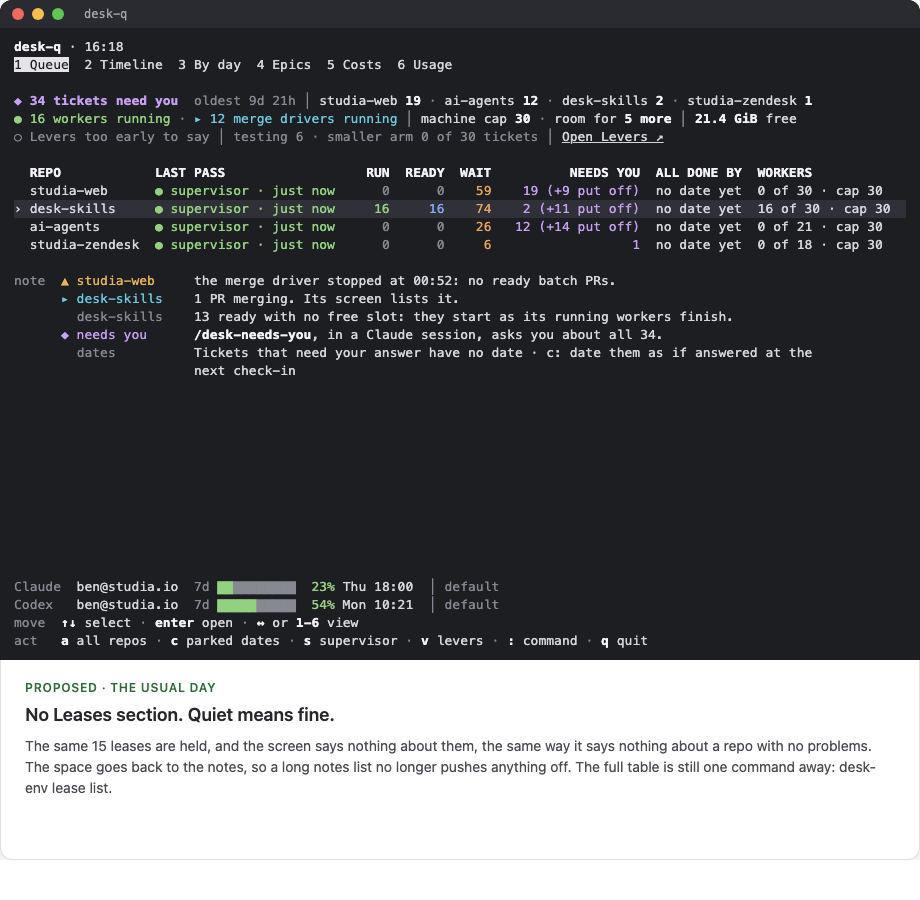 desk-q
desk-q · 16:18
1 Queue  2 Timeline  3 By day  4 Epics  5 Costs  6 Usage
◆ 34 tickets need you  oldest 9d 21h │ studia-web 19 · ai-agents 12 · desk-skills 2 · studia-zendesk 1
● 16 workers running · ▸ 12 merge drivers running │ machine cap 30 · room for 5 more │ 21.4 GiB free
○ Levers too early to say │ testing 6 · smaller arm 0 of 30 tickets │ Open Levers ↗
REPO  LAST PASS  RUN  READY  WAIT  NEEDS YOU  ALL DONE BY  WORKERS
studia-web  ● supervisor · just now  0  0  59  19 (+9 put off)  no date yet  0 of 30 · cap 30
› desk-skills  ● supervisor · just now  16  16  74  2 (+11 put off)  no date yet  16 of 30 · cap 30
ai-agents  ● supervisor · just now  0  0  26  12 (+14 put off)  no date yet  0 of 21 · cap 30
studia-zendesk  ● supervisor · just now  0  0  6  1  no date yet  0 of 18 · cap 30
note  ▲ studia-web  the merge driver stopped at 00:52: no ready batch PRs.
▸ desk-skills  1 PR merging. Its screen lists it.
desk-skills  13 ready with no free slot: they start as its running workers finish.
◆ needs you  /desk-needs-you, in a Claude session, asks you about all 34.
dates  Tickets that need your answer have no date · c: date them as if answered at the
next check-in
Claude  ben@studia.io  7d  23% Thu 18:00  │ default
Codex  ben@studia.io  7d  54% Mon 10:21  │ default
move  ↑↓ select · enter open · ↔ or 1-6 view
act  a all repos · c parked dates · s supervisor · v levers · : command · q quit
PROPOSED · THE USUAL DAY
No Leases section. Quiet means fine.
The same 15 leases are held, and the screen says nothing about them, the same way it says nothing about a repo with no problems.
The space goes back to the notes, so a long notes list no longer pushes anything off. The full table is still one command away: desk-
env lease list.